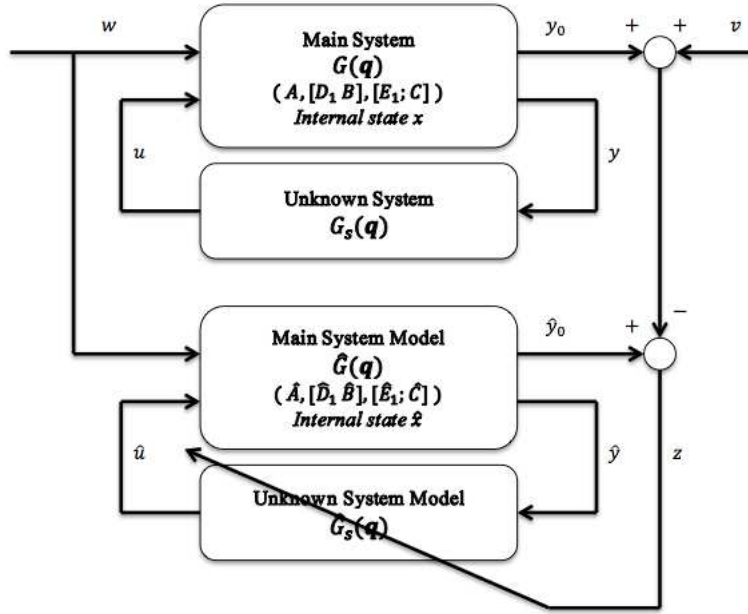 w
Main System
G(q)
( A, [D₁ B], [E₁; C] )
Internal state x
y₀
+
+
v
u
y
Unknown System
Gₛ(q)
Main System Model
Ĝ(q)
( Â, [D̂₁ B̂], [Ê₁; Ĉ] )
Internal state x̂
ŷ₀
+
−
û
ŷ
z
Unknown System Model
Ĝₛ(q)